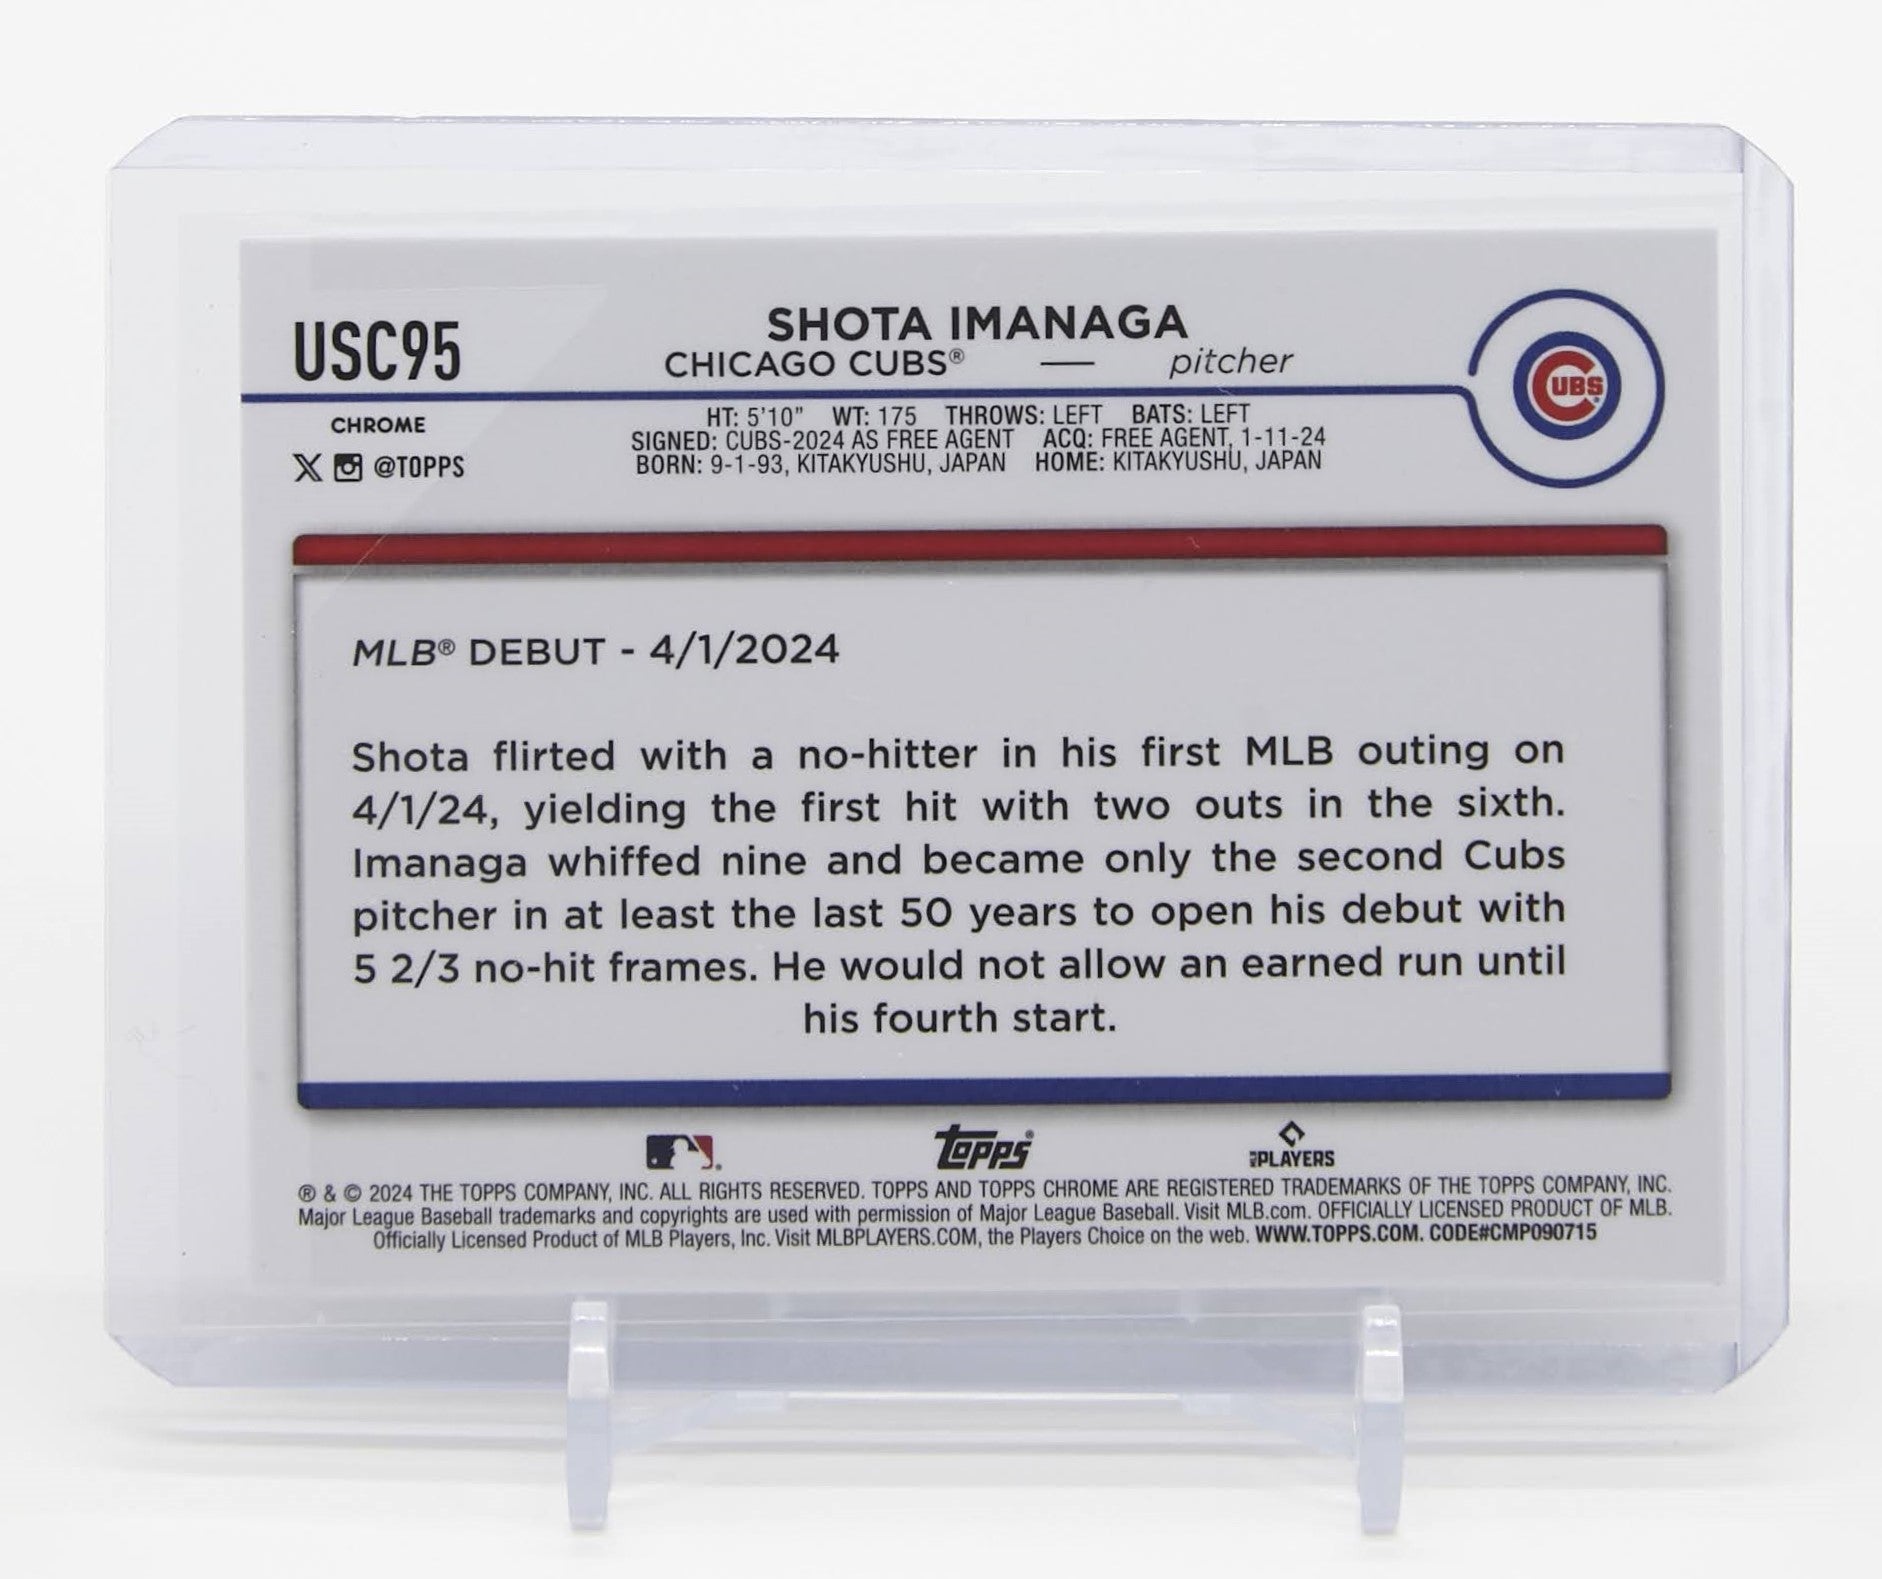 USC95
SHOTA IMANAGA
CHICAGO CUBS® — pitcher
CUBS
CHROME
@TOPPS
HT: 5'10" WT: 175 THROWS: LEFT BATS: LEFT
SIGNED: CUBS-2024 AS FREE AGENT ACQ: FREE AGENT, 1-11-24
BORN: 9-1-93, KITAKYUSHU, JAPAN HOME: KITAKYUSHU, JAPAN
MLB® DEBUT - 4/1/2024
Shota flirted with a no-hitter in his first MLB outing on
4/1/24, yielding the first hit with two outs in the sixth.
Imanaga whiffed nine and became only the second Cubs
pitcher in at least the last 50 years to open his debut with
5 2/3 no-hit frames. He would not allow an earned run until
his fourth start.
Topps® PLAYERS
® & © 2024 THE TOPPS COMPANY, INC. ALL RIGHTS RESERVED. TOPPS AND TOPPS CHROME ARE REGISTERED TRADEMARKS OF THE TOPPS COMPANY, INC.
Major League Baseball trademarks and copyrights are used with permission of Major League Baseball. Visit MLB.com. OFFICIALLY LICENSED PRODUCT OF MLB.
Officially Licensed Product of MLB Players, Inc. Visit MLBPLAYERS.COM, the Players Choice on the web. WWW.TOPPS.COM. CODE#CMP090715